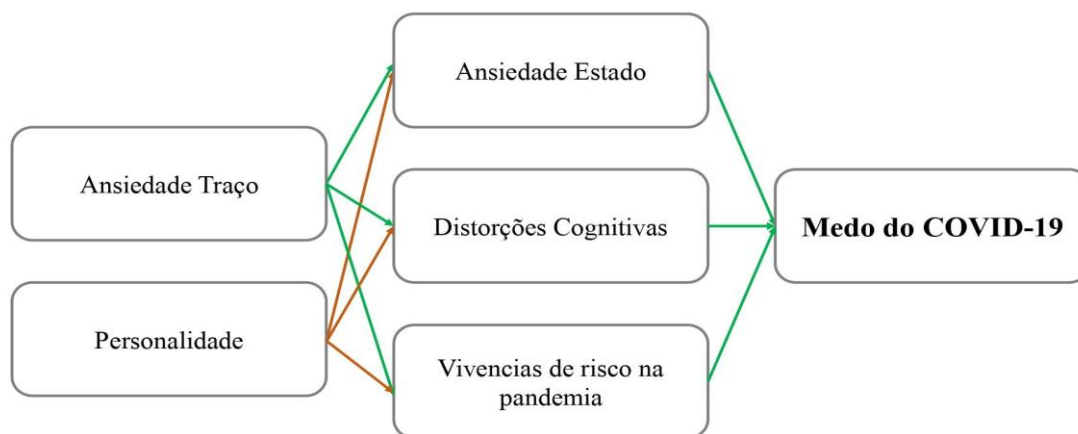 Ansiedade Estado
Ansiedade Traço
Distorções Cognitivas
Medo do COVID-19
Personalidade
Vivencias de risco na
pandemia